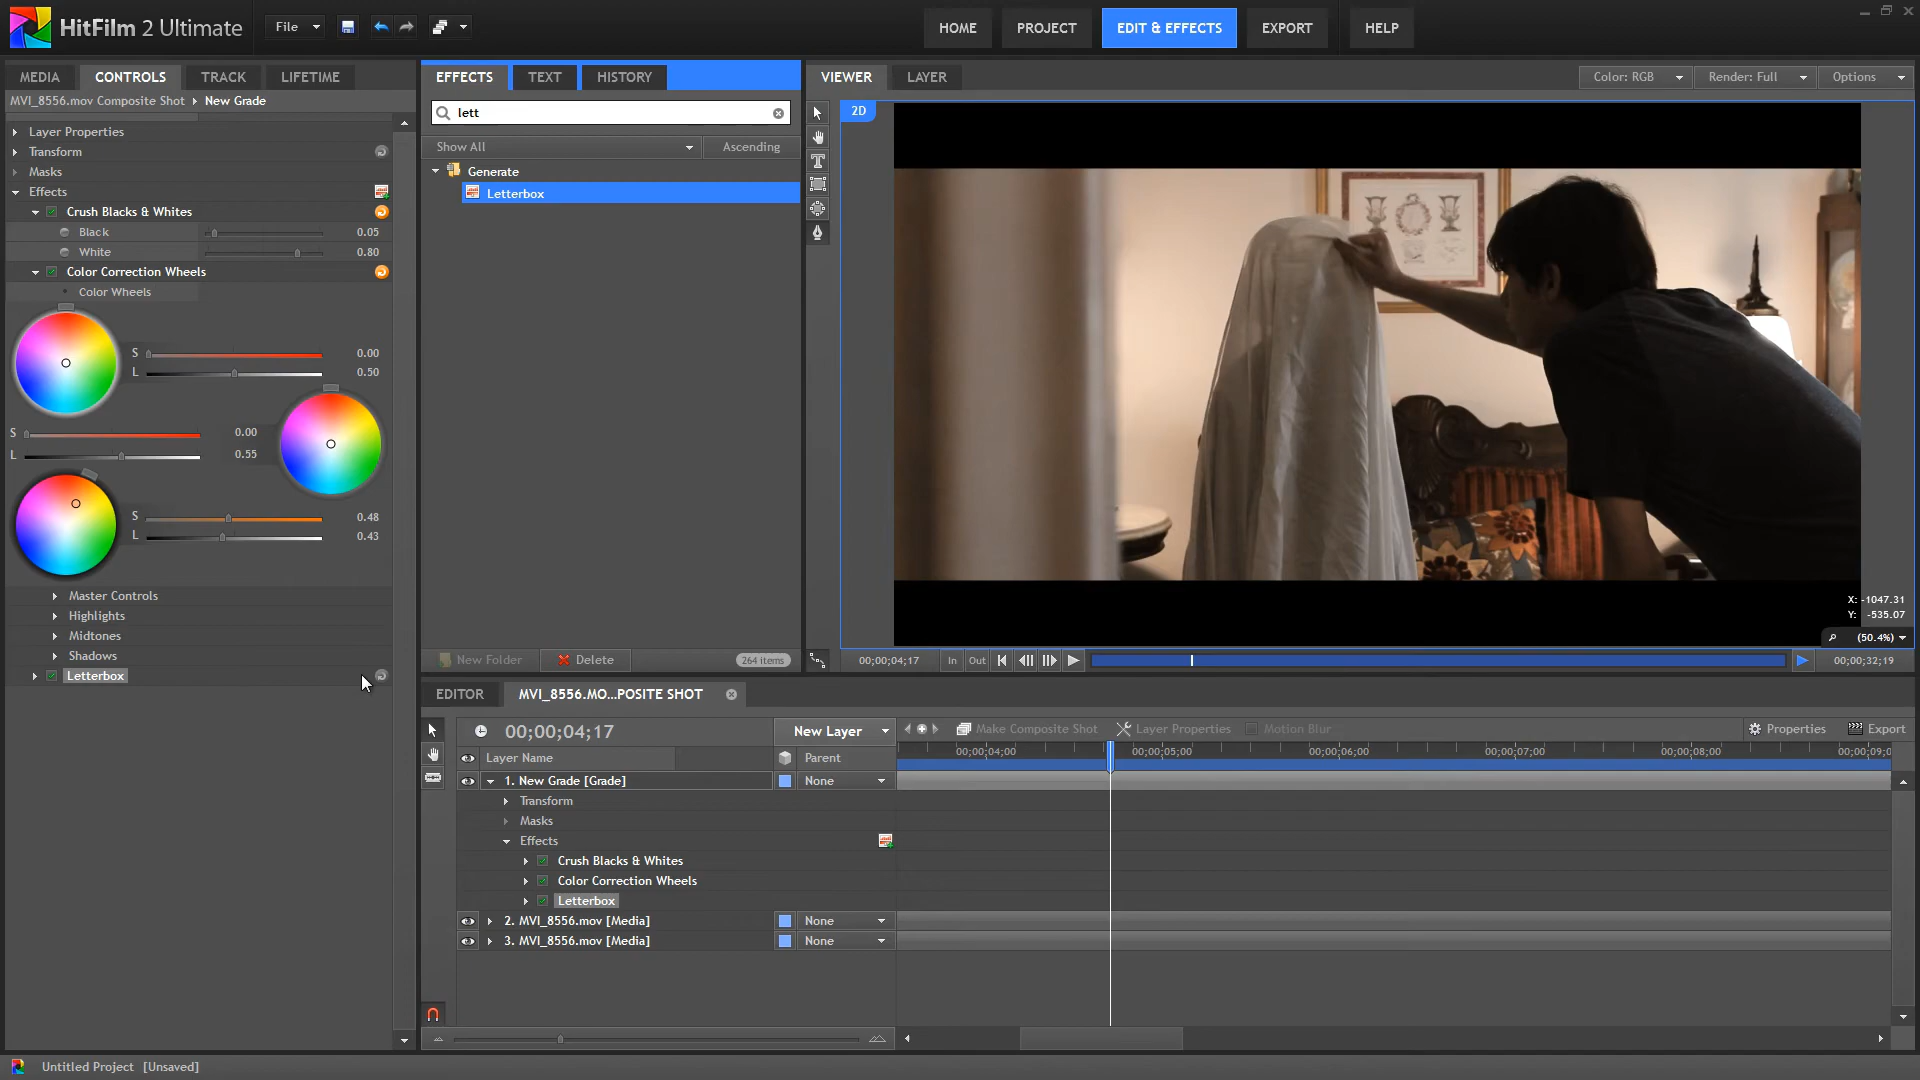 HitFilm 2 Ultimate
File
HOME
PROJECT
EDIT & EFFECTS
EXPORT
HELP
MEDIA
CONTROLS
TRACK
LIFETIME
MVI_8556.mov Composite Shot
New Grade
Layer Properties
Transform
Masks
Effects
Crush Blacks & Whites
Black
0.05
White
0.80
Color Correction Wheels
Color Wheels
S
0.00
L
0.50
S
0.00
L
0.55
S
0.48
L
0.43
Master Controls
Highlights
Midtones
Shadows
Letterbox
EFFECTS
TEXT
HISTORY
lett
Show All
Ascending
Generate
Letterbox
New Folder
Delete
264 items
VIEWER
LAYER
Color: RGB
Render: Full
Options
2D
X: -1047.31
Y: -535.07
(50.4%)
00;00;04;17
In
Out
00;00;32;19
EDITOR
MVI_8556.MO...POSITE SHOT
00;00;04;17
New Layer
Make Composite Shot
Layer Properties
Motion Blur
Properties
Export
Layer Name
Parent
00;00;04;00
00;00;05;00
00;00;06;00
00;00;07;00
00;00;08;00
00;00;09;0
1. New Grade [Grade]
None
Transform
Masks
Effects
Crush Blacks & Whites
Color Correction Wheels
Letterbox
2. MVI_8556.mov [Media]
None
3. MVI_8556.mov [Media]
None
Untitled Project
[Unsaved]